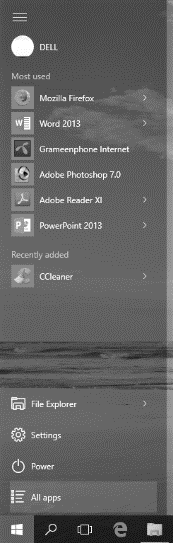 DELL
Most used
Mozilla Firefox
Word 2013
Grameenphone Internet
Adobe Photoshop 7.0
Adobe Reader XI
PowerPoint 2013
Recently added
CCleaner
File Explorer
Settings
Power
All apps